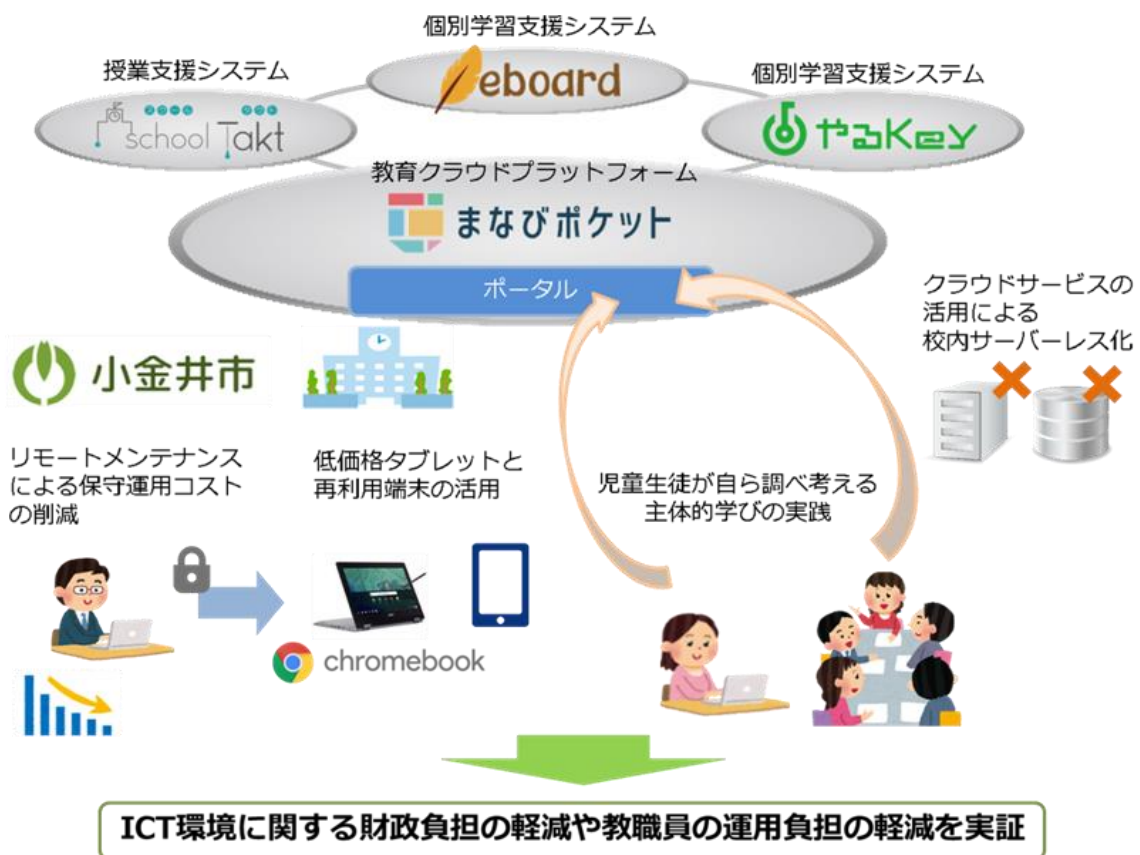 個別学習支援システム
eboard
授業支援システム
スクール タクト
school Takt
個別学習支援システム
やるKey
教育クラウドプラットフォーム
まなびポケット
ポータル
クラウドサービスの
活用による
校内サーバーレス化
小金井市
リモートメンテナンス
による保守運用コスト
の削減
低価格タブレットと
再利用端末の活用
児童生徒が自ら調べ考える
主体的学びの実践
chromebook
ICT環境に関する財政負担の軽減や教職員の運用負担の軽減を実証